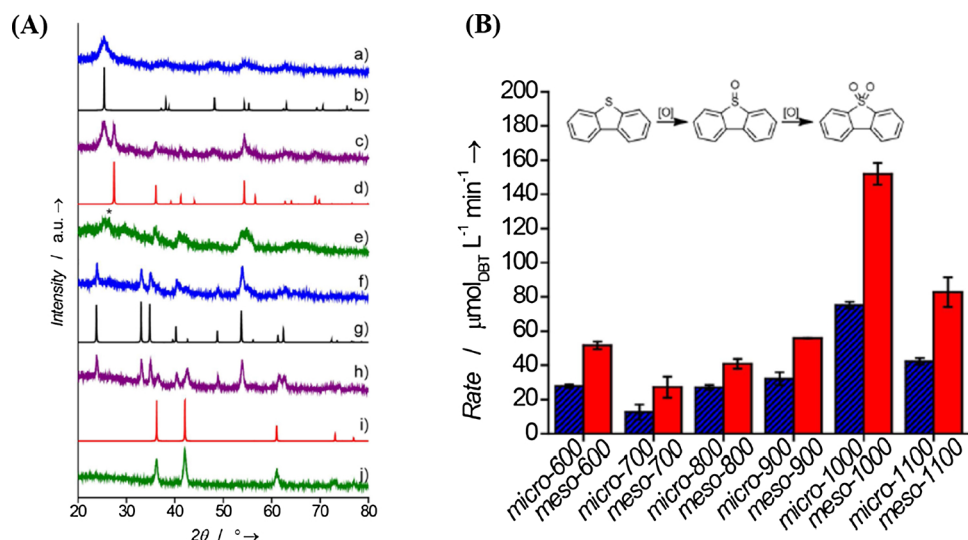 (A)
a)
b)
c)
d)
*
e)
f)
g)
h)
i)
j)
Intensity / a.u. →
20 30 40 50 60 70 80
2θ / ° →
(B)
200
180
160
140
120
100
80
60
40
20
0
Rate / μmol_DBT L⁻¹ min⁻¹ →
S [O] O S [O] O O S
micro-600
meso-600
micro-700
meso-700
micro-800
meso-800
micro-900
meso-900
micro-1000
meso-1000
micro-1100
meso-1100